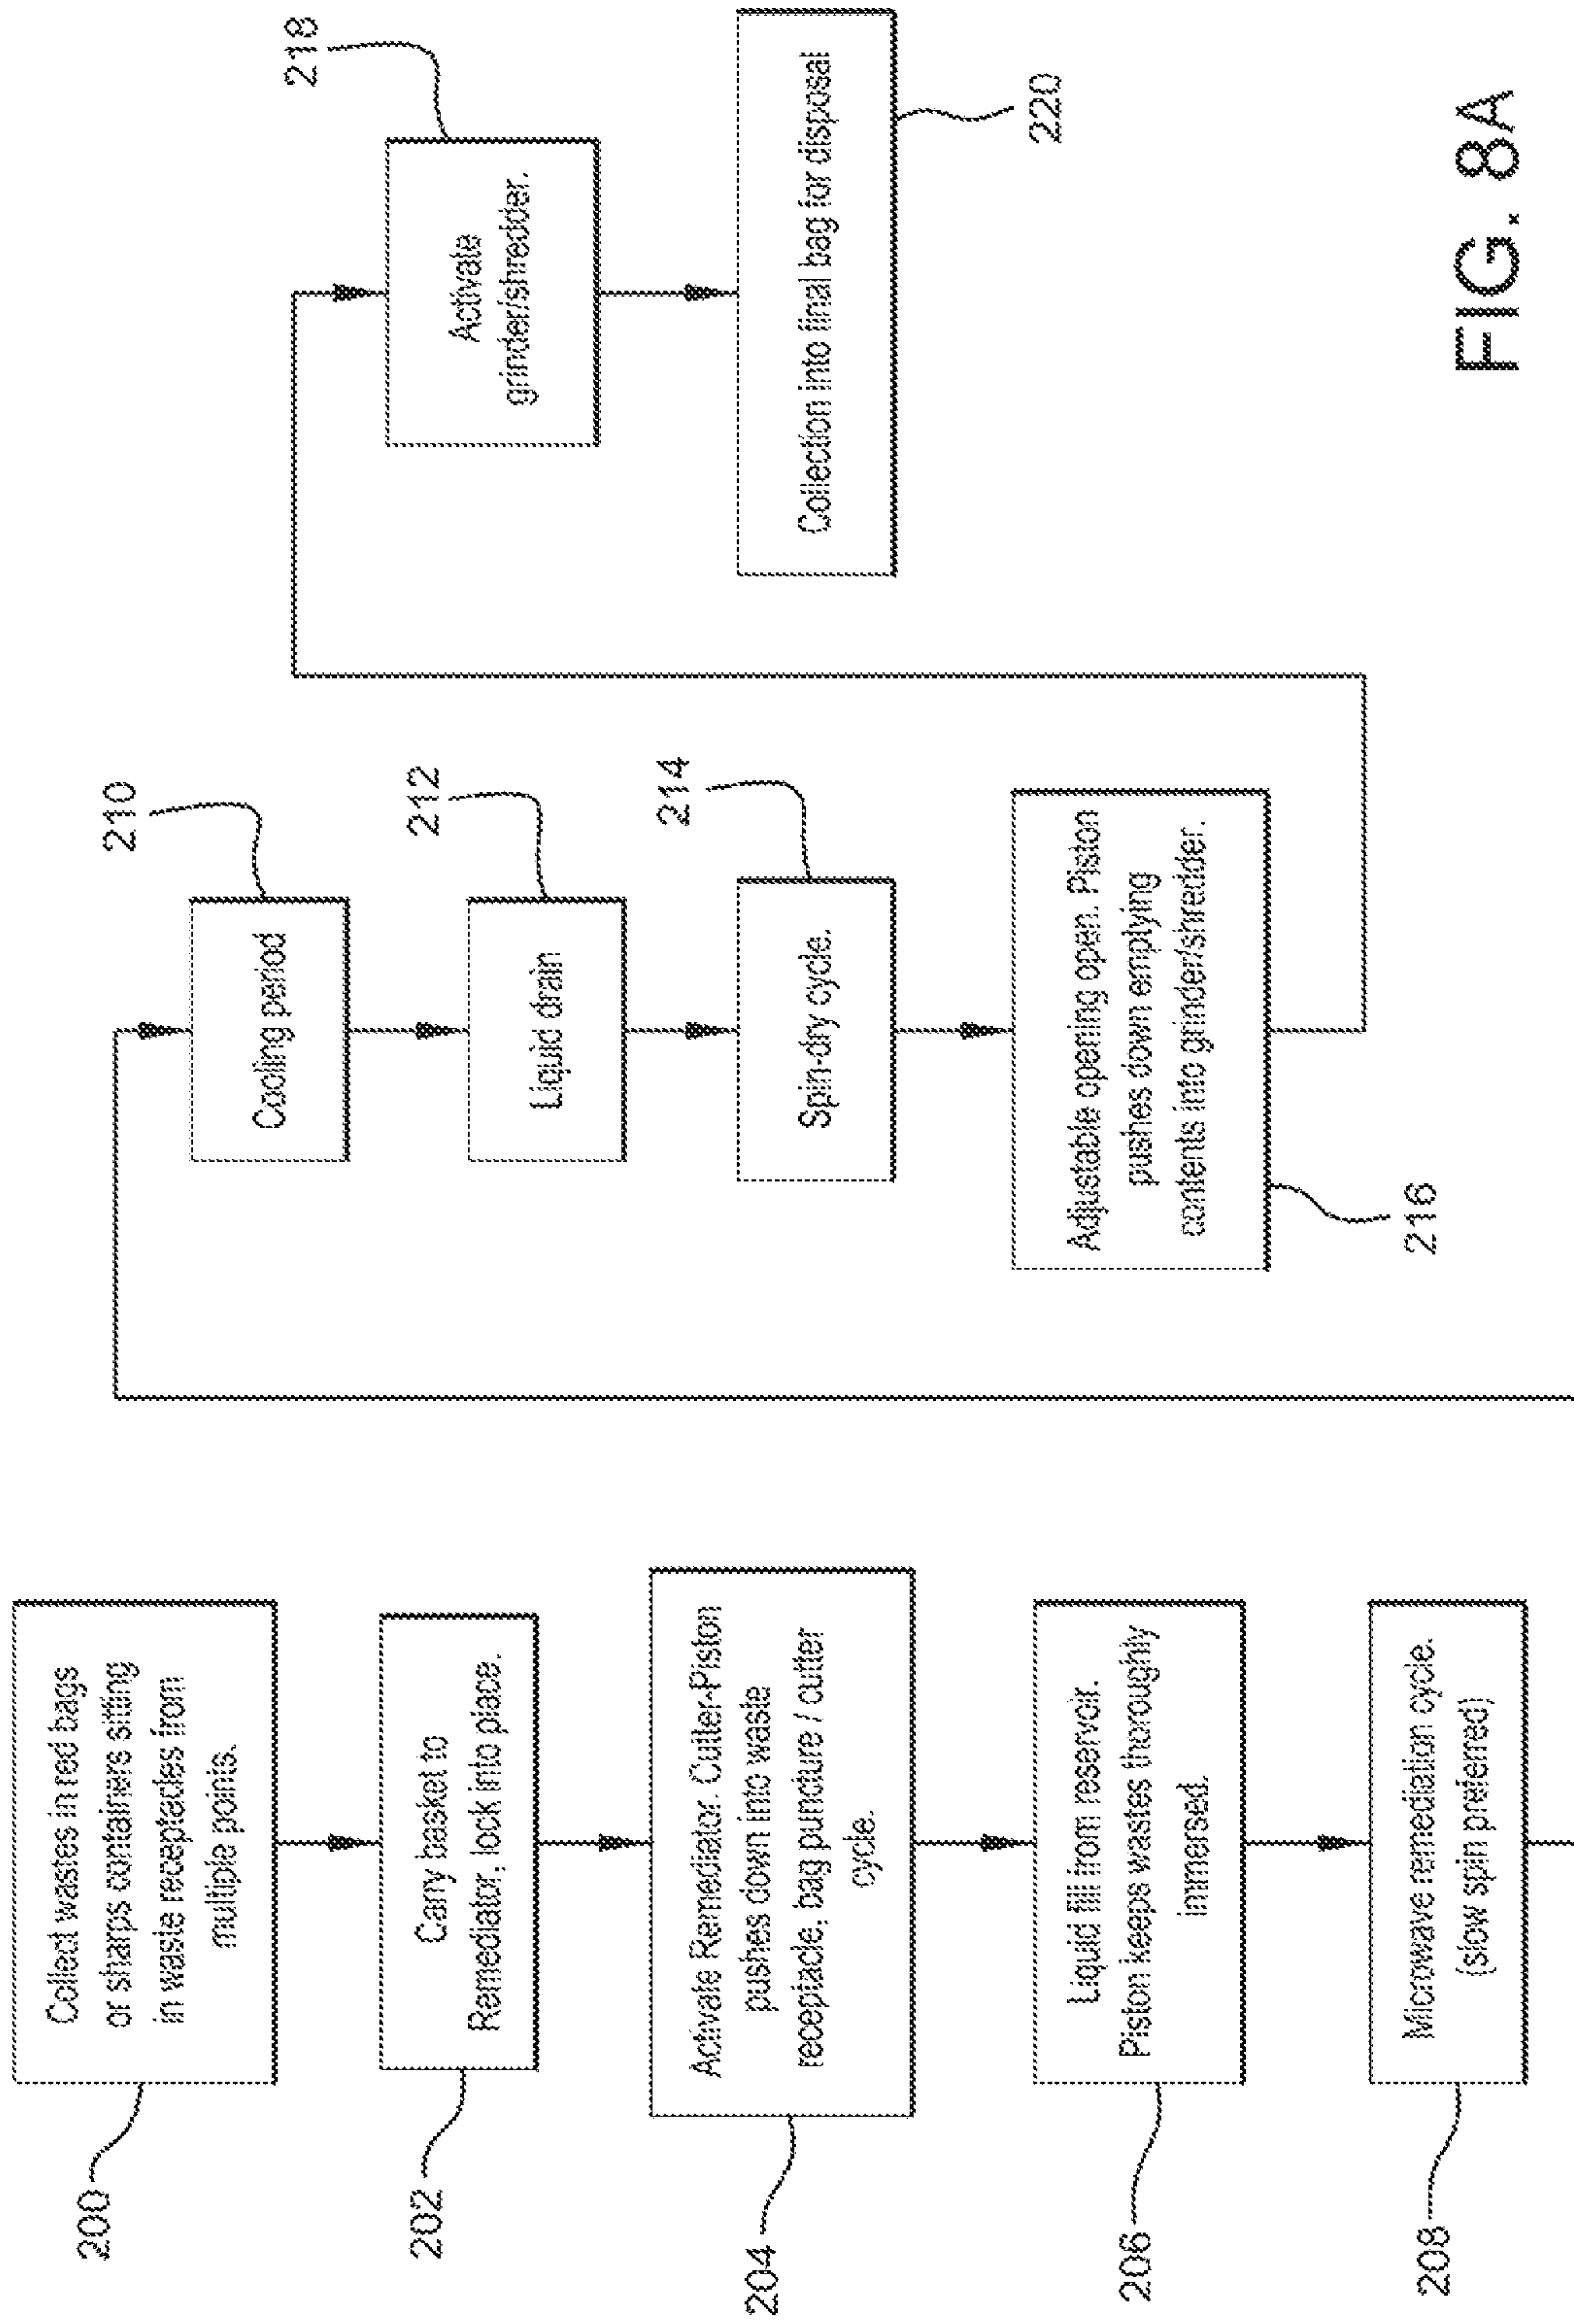 200
Collect wastes in red bags
or sharps containers sitting
in waste receptacles from
multiple points.
202
Carry basket to
Remediator, lock into place.
204
Activate Remediator. Cutter-Piston
pushes down into waste
receptacle, bag puncture / cutter
cycle.
206
Liquid fill from reservoir.
Piston keeps wastes thoroughly
immersed.
208
Microwave remediation cycle.
(slow spin preferred)
210
Cooling period
212
Liquid drain
214
Spin-dry cycle.
216
Adjustable opening open. Piston
pushes down emptying
contents into grinder/shredder.
218
Activate
grinder/shredder.
220
Collection into final bag for disposal
FIG. 8A